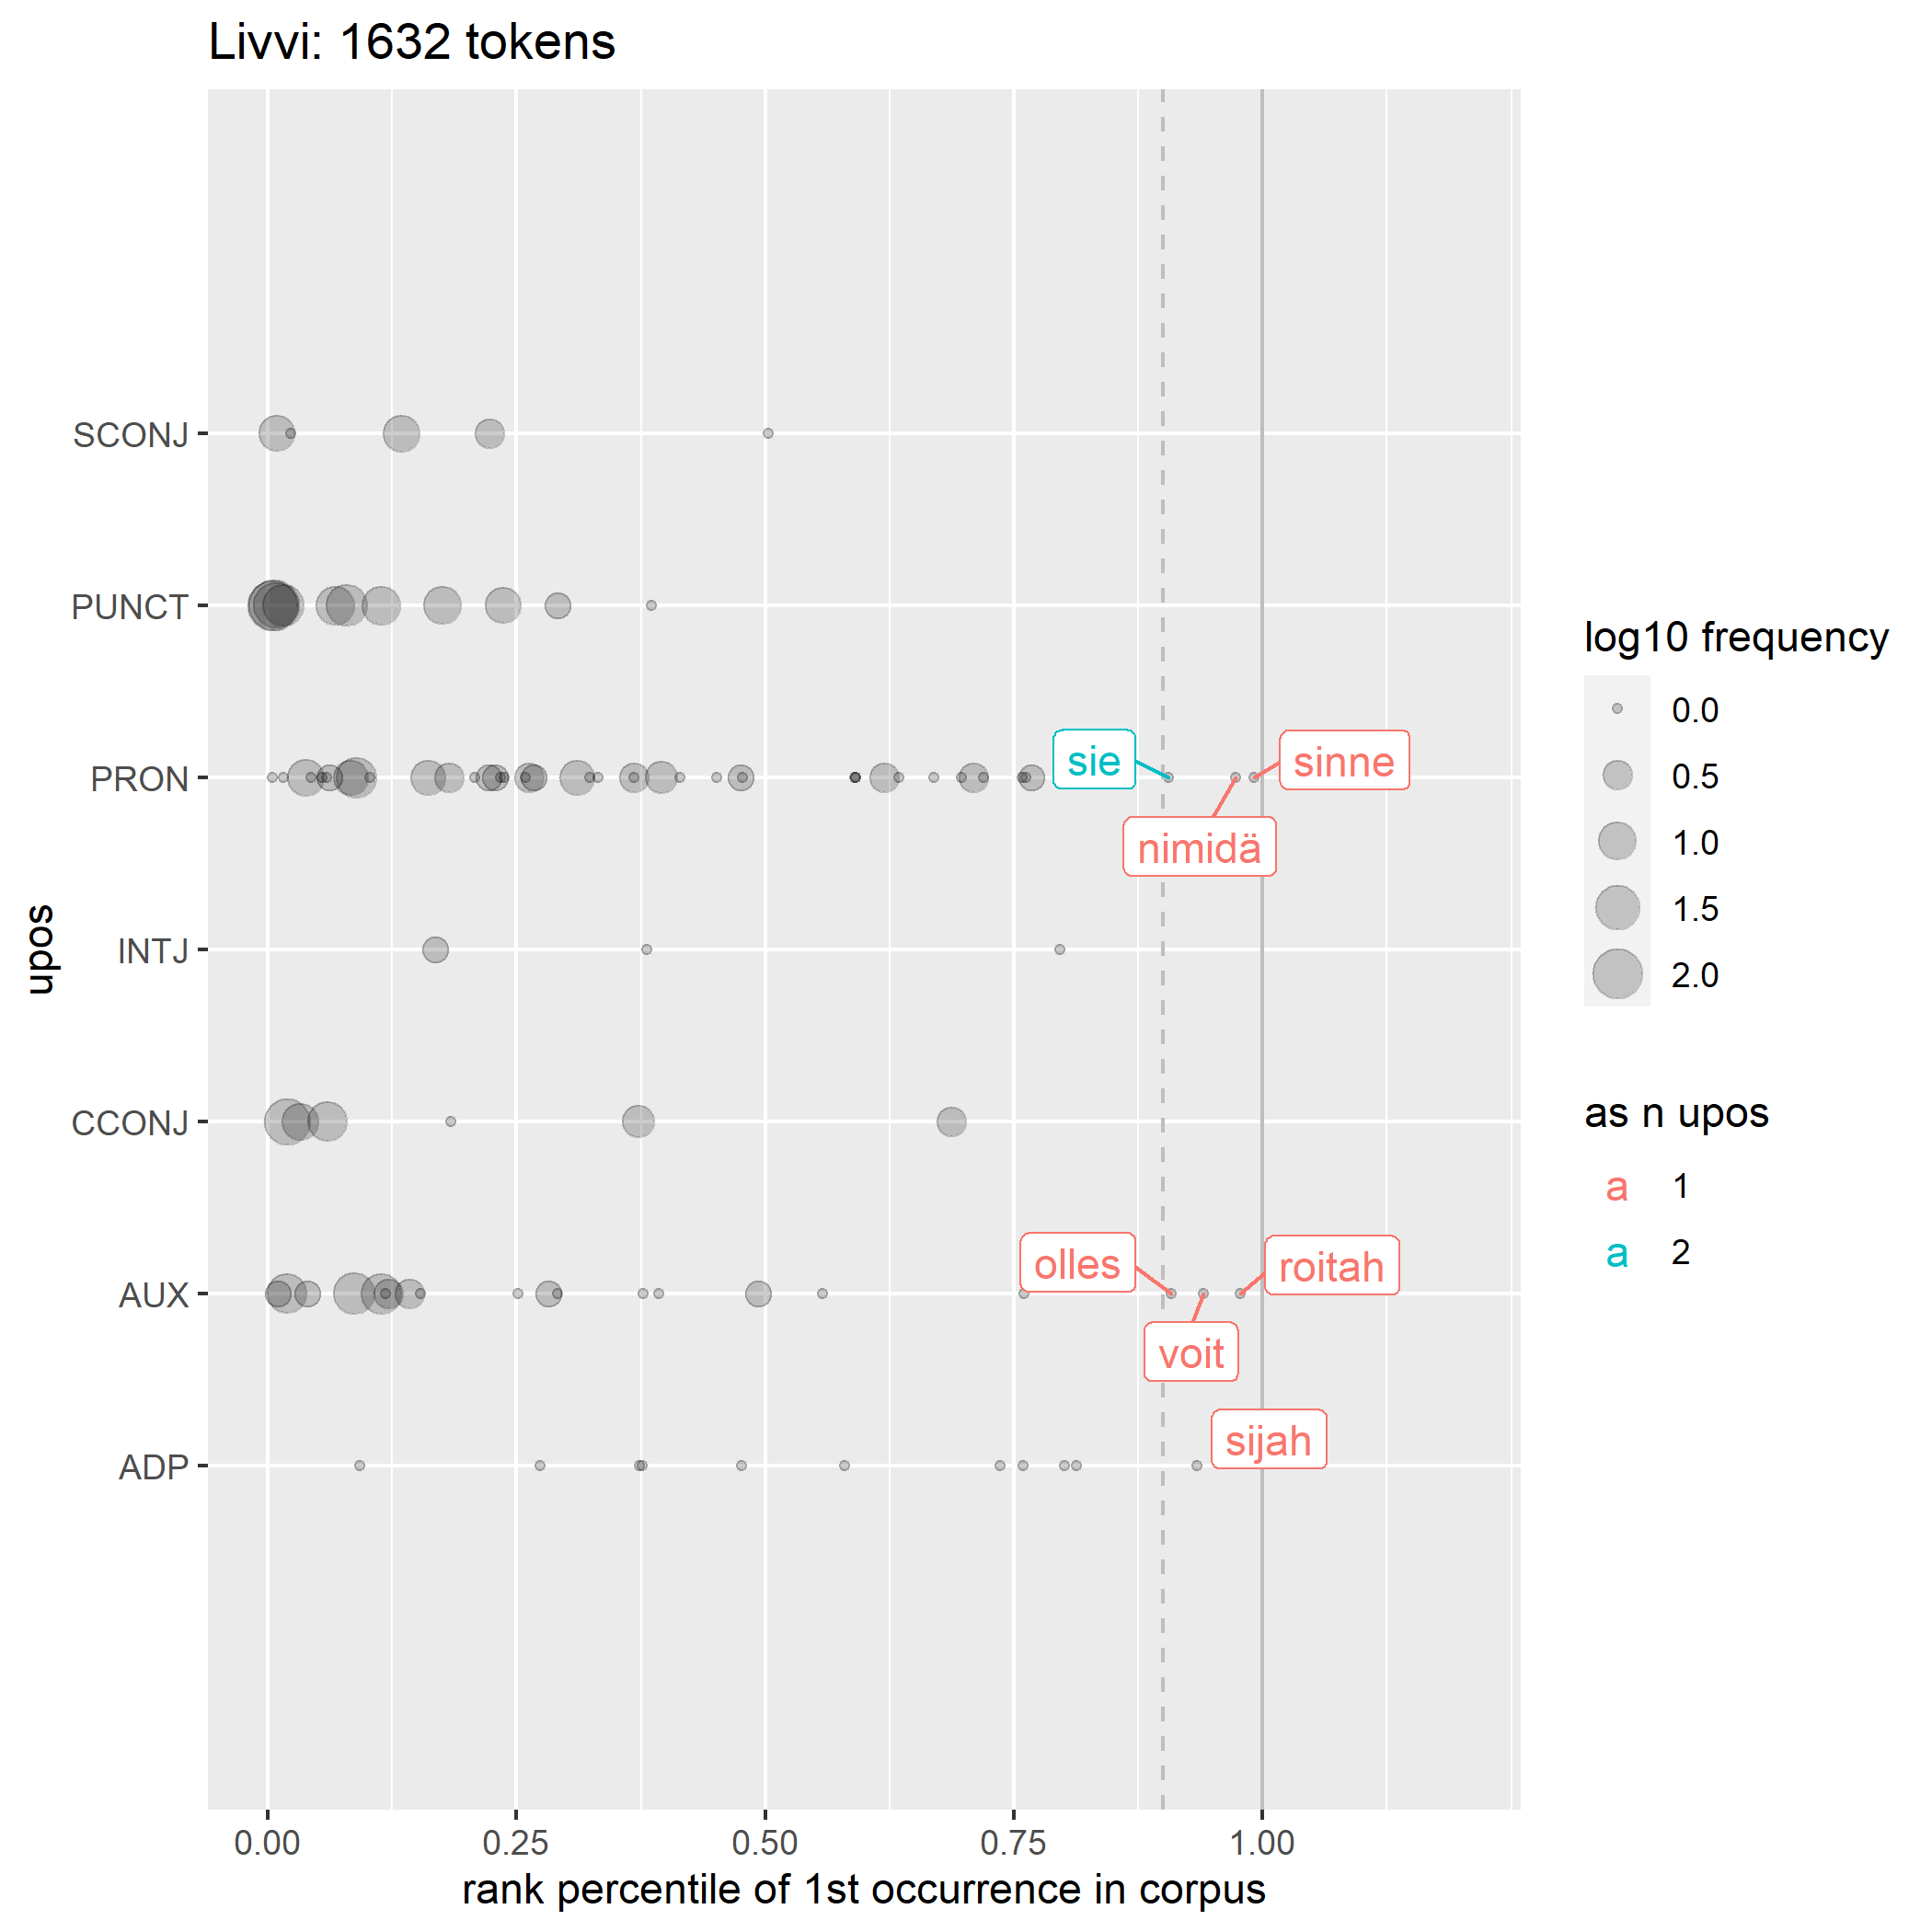 Livvi: 1632 tokens
SCONJ
PUNCT
PRON
INTJ
CCONJ
AUX
ADP
upos
sie
sinne
nimidä
olles
roitah
voit
sijah
0.00 0.25 0.50 0.75 1.00
rank percentile of 1st occurrence in corpus
log10 frequency
0.0
0.5
1.0
1.5
2.0
as n upos
a 1
a 2